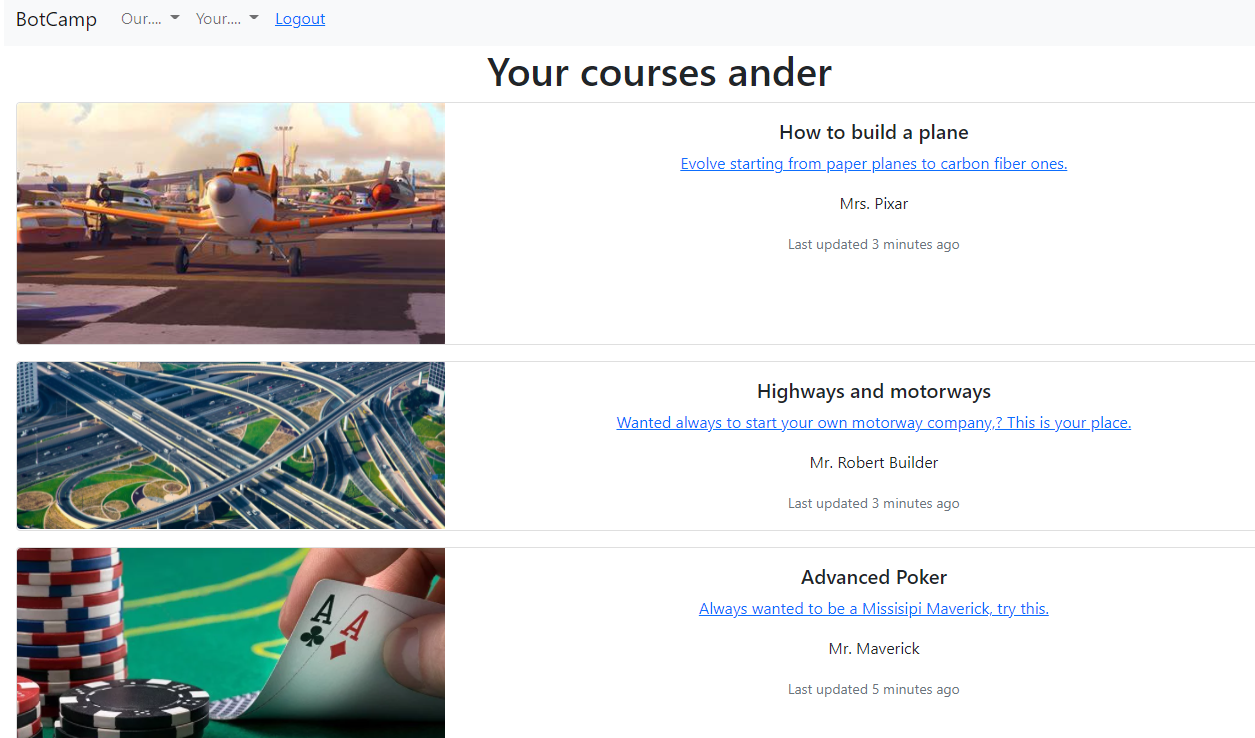 BotCamp Our.... Your.... Logout
Your courses ander
How to build a plane
Evolve starting from paper planes to carbon fiber ones.
Mrs. Pixar
Last updated 3 minutes ago
Highways and motorways
Wanted always to start your own motorway company,? This is your place.
Mr. Robert Builder
Last updated 3 minutes ago
Advanced Poker
Always wanted to be a Missisipi Maverick, try this.
Mr. Maverick
Last updated 5 minutes ago
A
A